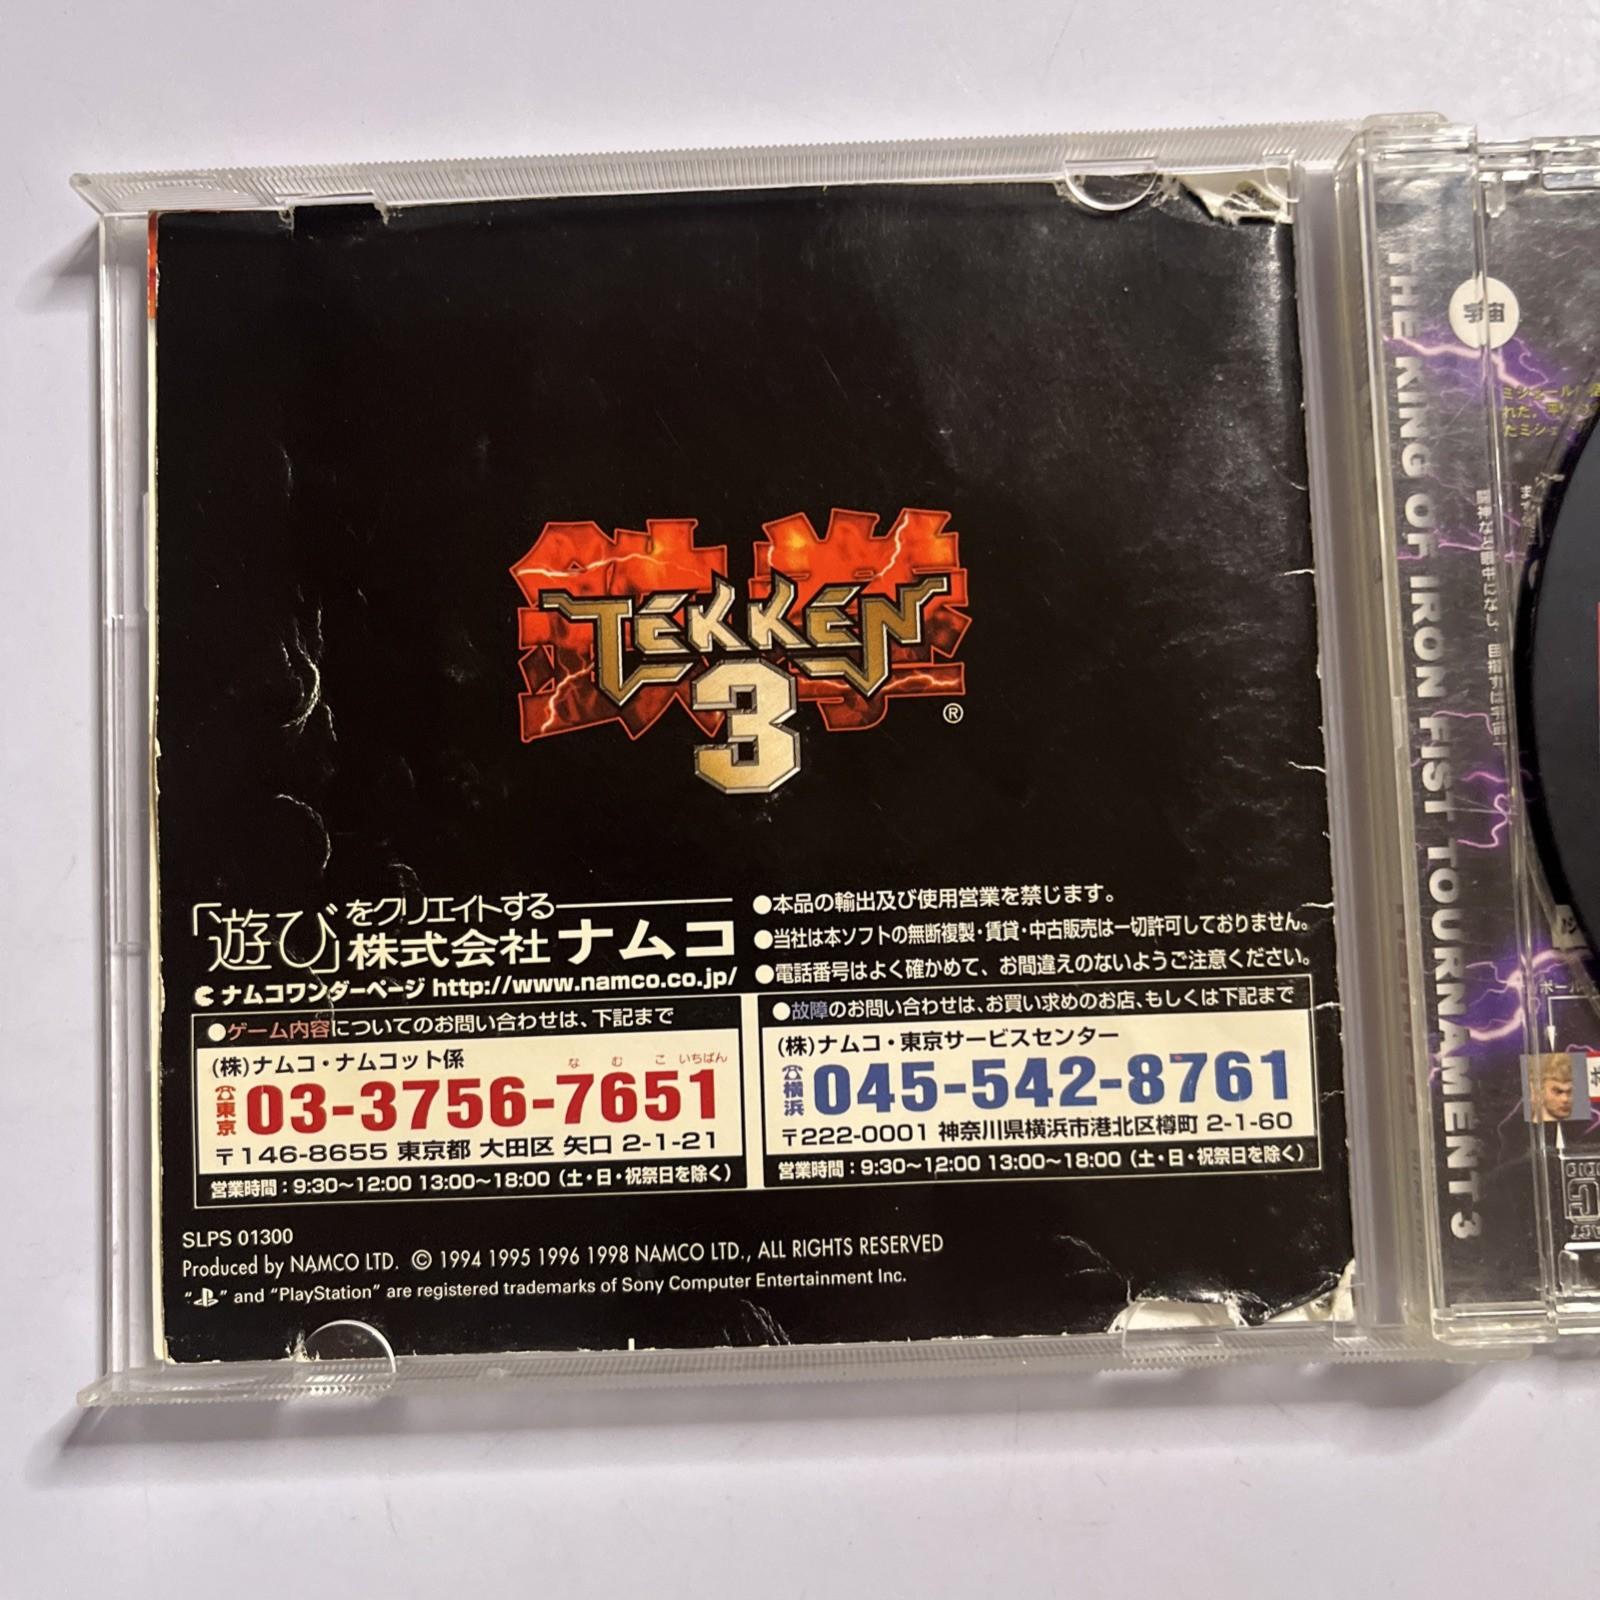 鉄拳
TEKKEN
3
®
「遊び」をクリエイトする
株式会社ナムコ
ナムコワンダーページ http://www.namco.co.jp/
●本品の輸出及び使用営業を禁じます。
●当社は本ソフトの無断複製・賃貸・中古販売は一切許可しておりません。
●電話番号はよく確かめて、お間違えのないようご注意ください。
●ゲーム内容についてのお問い合わせは、下記まで
(株)ナムコ・ナムコット係
なむこ いちばん
☎東京 03-3756-7651
〒146-8655 東京都 大田区 矢口 2-1-21
営業時間:9:30～12:00 13:00～18:00 (土・日・祝祭日を除く)
●故障のお問い合わせは、お買い求めのお店、もしくは下記まで
(株)ナムコ・東京サービスセンター
☎横浜 045-542-8761
〒222-0001 神奈川県横浜市港北区樽町 2-1-60
営業時間:9:30～12:00 13:00～18:00 (土・日・祝祭日を除く)
SLPS 01300
Produced by NAMCO LTD. © 1994 1995 1996 1998 NAMCO LTD., ALL RIGHTS RESERVED
“ ” and “PlayStation” are registered trademarks of Sony Computer Entertainment Inc.
THE KING OF IRON FIST TOURNAMENT 3
宇宙